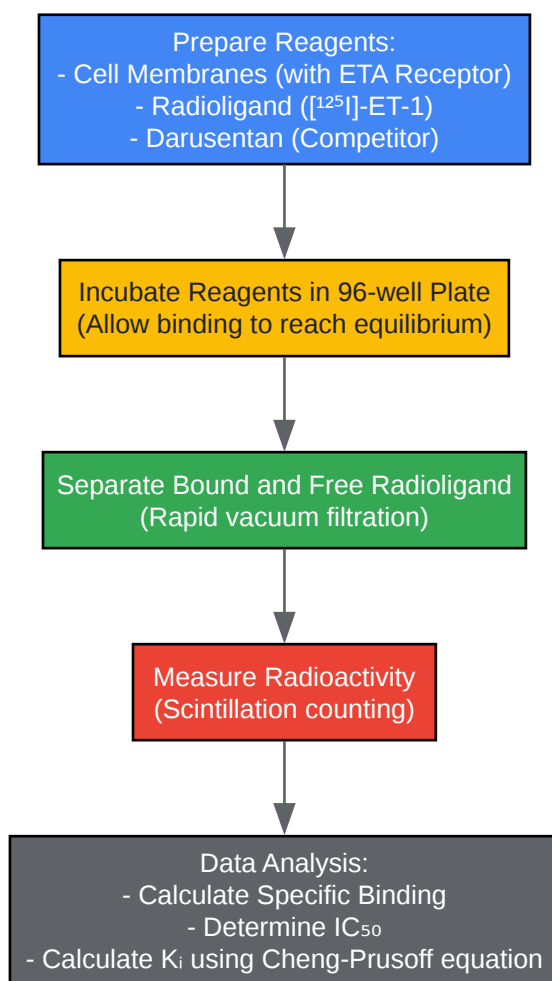 Prepare Reagents:
- Cell Membranes (with ETA Receptor)
- Radioligand ([¹²⁵I]-ET-1)
- Darusentan (Competitor)
Incubate Reagents in 96-well Plate
(Allow binding to reach equilibrium)
Separate Bound and Free Radioligand
(Rapid vacuum filtration)
Measure Radioactivity
(Scintillation counting)
Data Analysis:
- Calculate Specific Binding
- Determine IC₅₀
- Calculate Kᵢ using Cheng-Prusoff equation